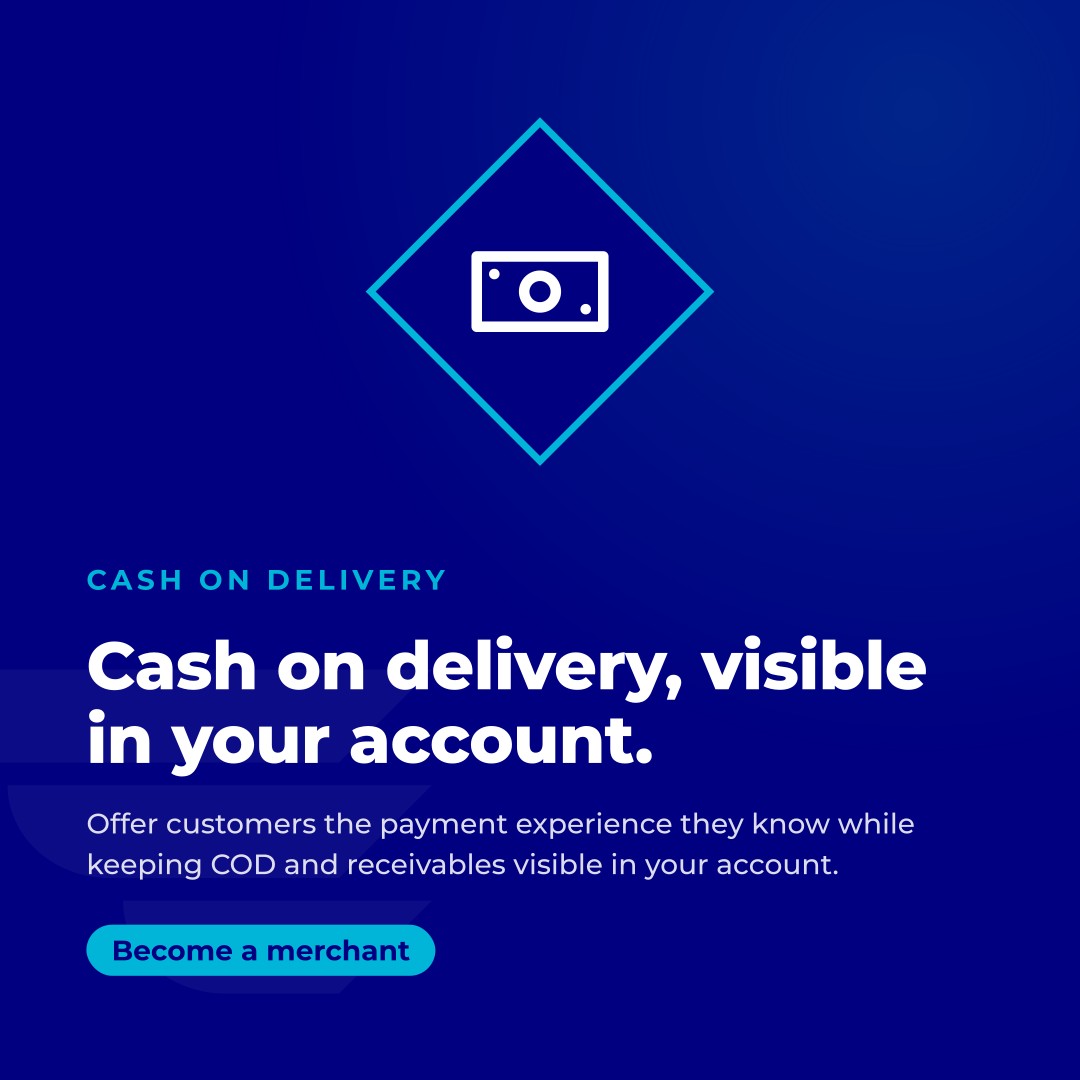 CASH ON DELIVERY
Cash on delivery, visible
in your account.
Offer customers the payment experience they know while
keeping COD and receivables visible in your account.
Become a merchant